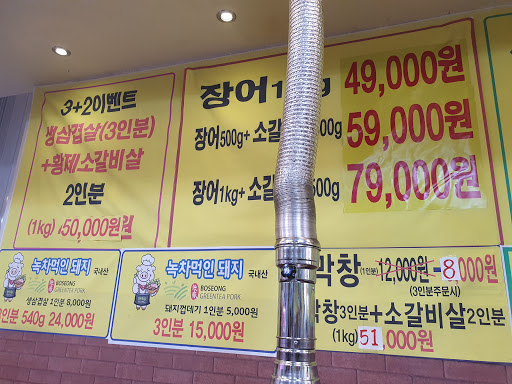 3+2이벤트
생삼겹살(3인분)
+황제소갈비살
2인분
(1kg) 50,000원
장어1 g 49,000원
장어500g+소갈 00g 59,000원
장어1kg+소갈 500g 79,000원
녹차먹인 돼지 국내산
BOSEONG
GREENTEA PORK
생삼겹살 1인분 8,000원
3인분 540g 24,000원
녹차먹인 돼지 국내산
BOSEONG
GREENTEA PORK
돼지껍데기 1인분 5,000원
3인분 15,000원
막창(1인분) 12,000원-8,000원
(3인분주문시)
막창3인분+소갈비살2인분
(1kg) 51,000원